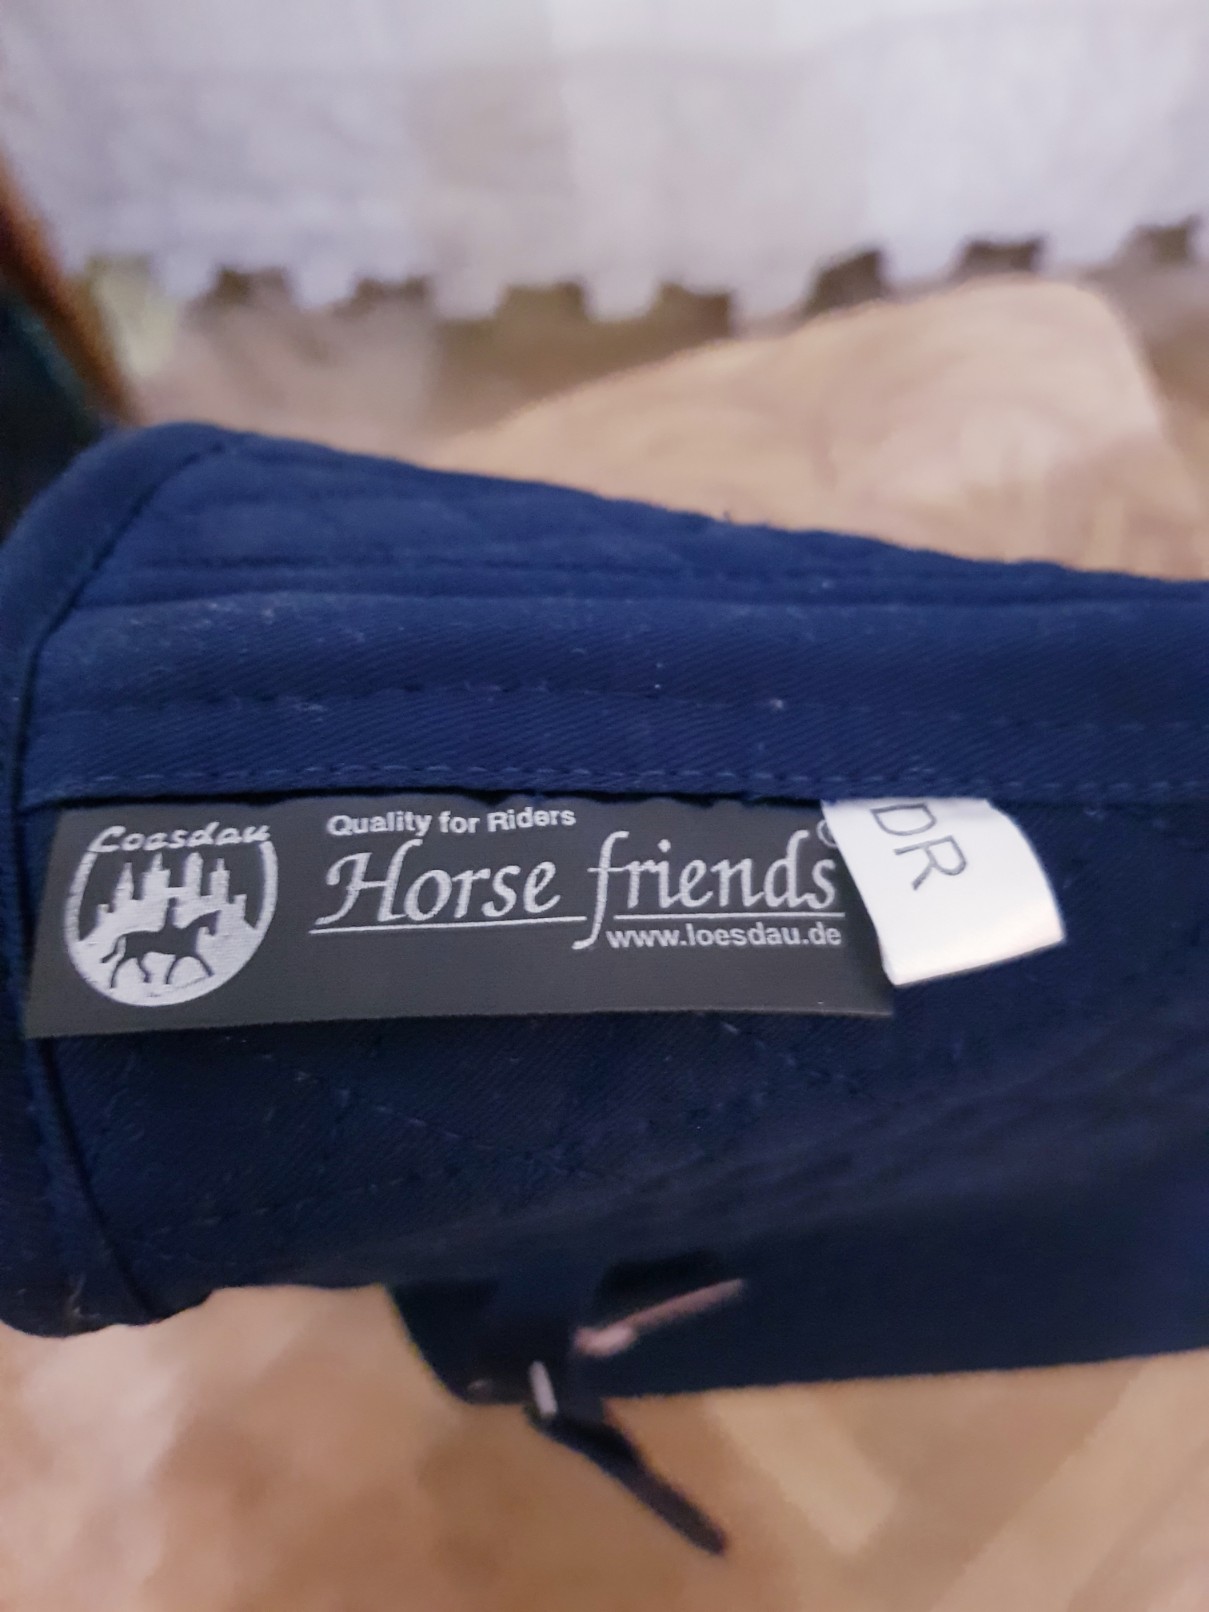 Loesdau
Quality for Riders
Horse friends
www.loesdau.de
DR